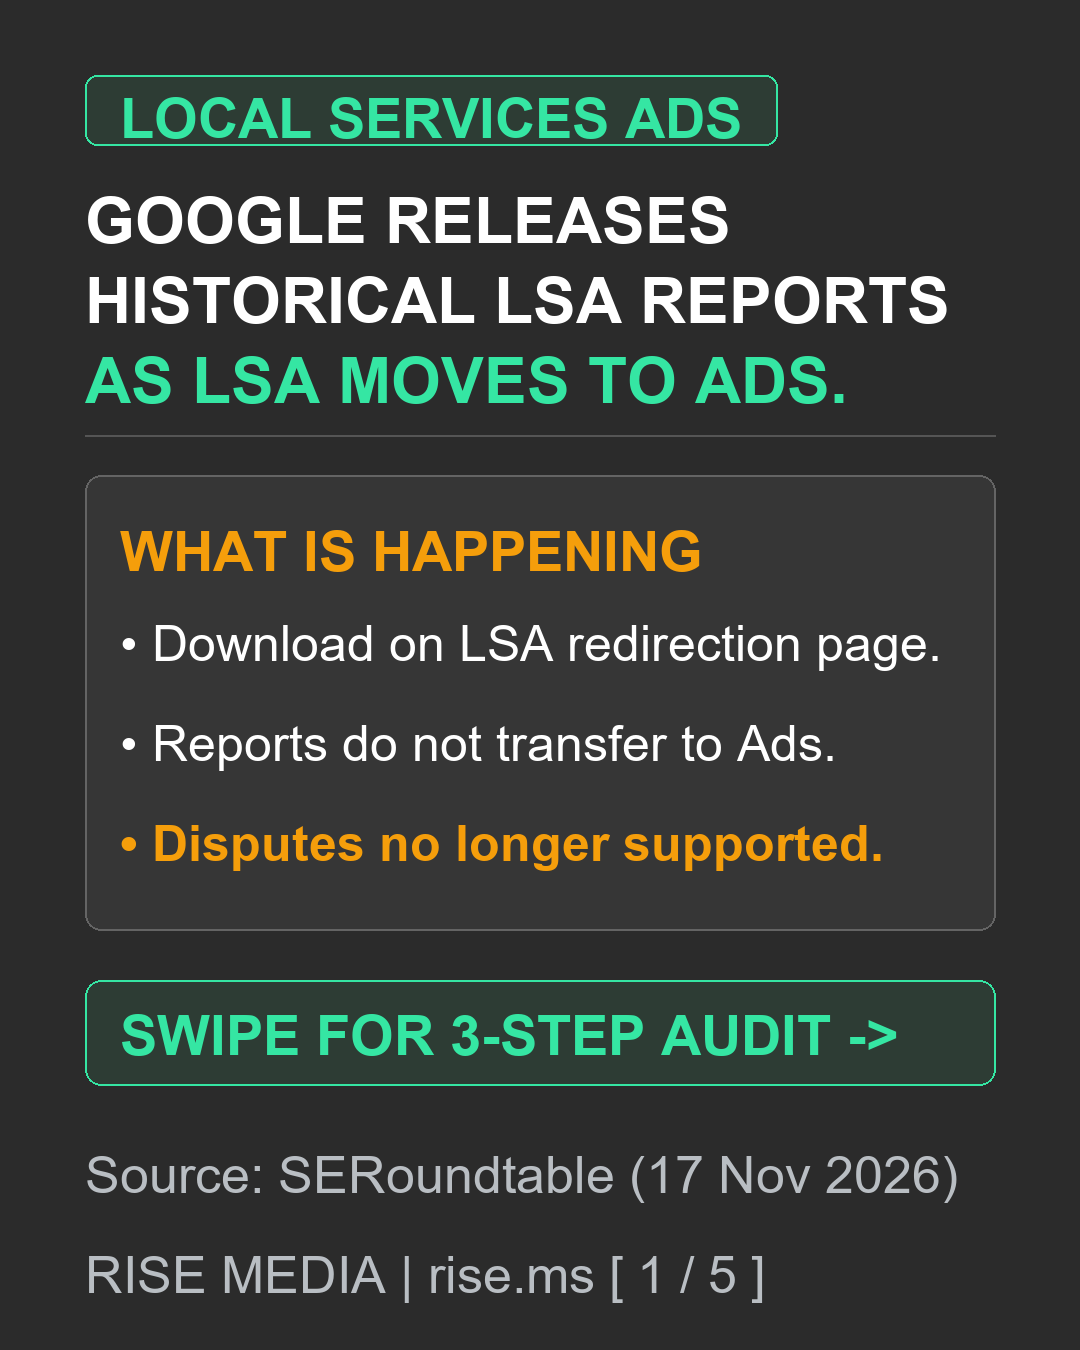 LOCAL SERVICES ADS
GOOGLE RELEASES
HISTORICAL LSA REPORTS
AS LSA MOVES TO ADS.
WHAT IS HAPPENING
• Download on LSA redirection page.
• Reports do not transfer to Ads.
• Disputes no longer supported.
SWIPE FOR 3-STEP AUDIT ->
Source: SERoundtable (17 Nov 2026)
RISE MEDIA | rise.ms [ 1 / 5 ]